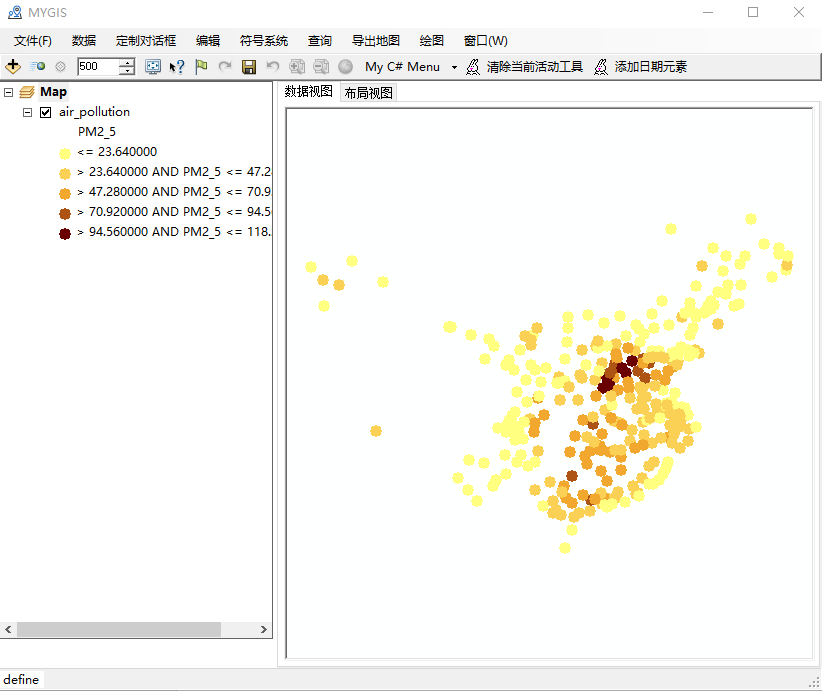 MYGIS
文件(F) 数据 定制对话框 编辑 符号系统 查询 导出地图 绘图 窗口(W)
500 My C# Menu 清除当前活动工具 添加日期元素
Map
air_pollution
PM2_5
<= 23.640000
> 23.640000 AND PM2_5 <= 47.2
> 47.280000 AND PM2_5 <= 70.9
> 70.920000 AND PM2_5 <= 94.5
> 94.560000 AND PM2_5 <= 118.
数据视图 布局视图
define